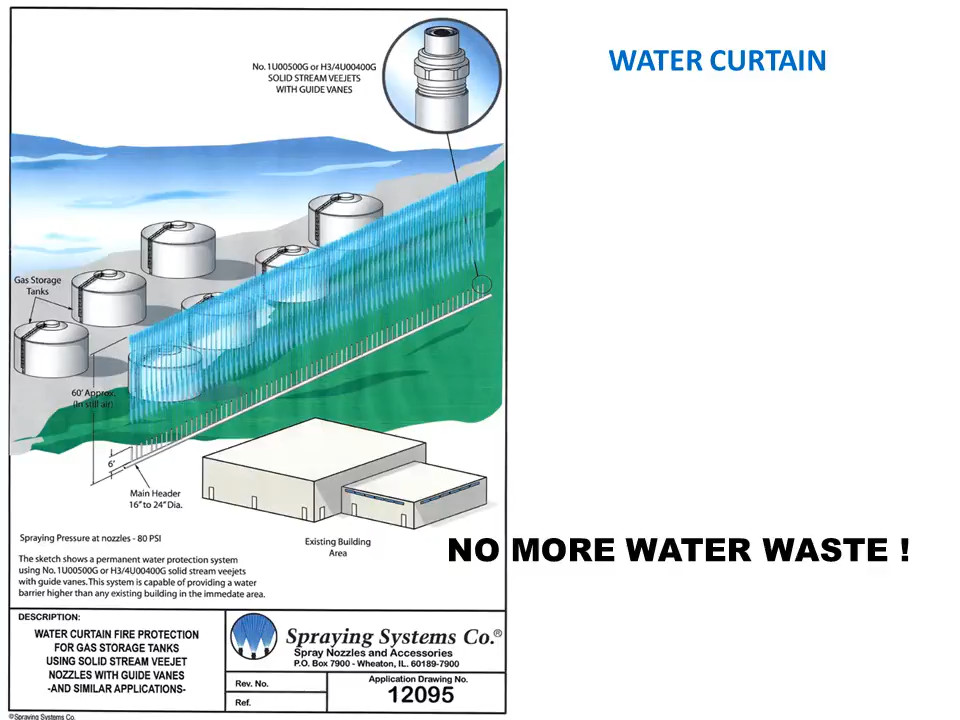 WATER CURTAIN
No. 1U00500G or H3/4U00400G
SOLID STREAM VEEJETS
WITH GUIDE VANES
Gas Storage
Tanks
60' Approx.
(In still air)
6'
Main Header
16" to 24" Dia.
Spraying Pressure at nozzles - 80 PSI
Existing Building
Area
NO MORE WATER WASTE !
The sketch shows a permanent water protection system
using No. 1U00500G or H3/4U00400G solid stream veejets
with guide vanes. This system is capable of providing a water
barrier higher than any existing building in the immedate area.
DESCRIPTION:
WATER CURTAIN FIRE PROTECTION
FOR GAS STORAGE TANKS
USING SOLID STREAM VEEJET
NOZZLES WITH GUIDE VANES
-AND SIMILAR APPLICATIONS-
Spraying Systems Co.®
Spray Nozzles and Accessories
P.O. Box 7900 - Wheaton, IL. 60189-7900
Rev. No.
Ref.
Application Drawing No.
12095
©Spraying Systems Co.